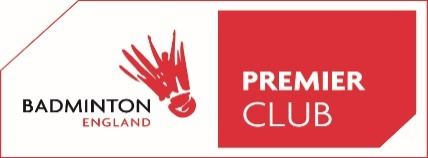 BADMINTON
ENGLAND
PREMIER
CLUB